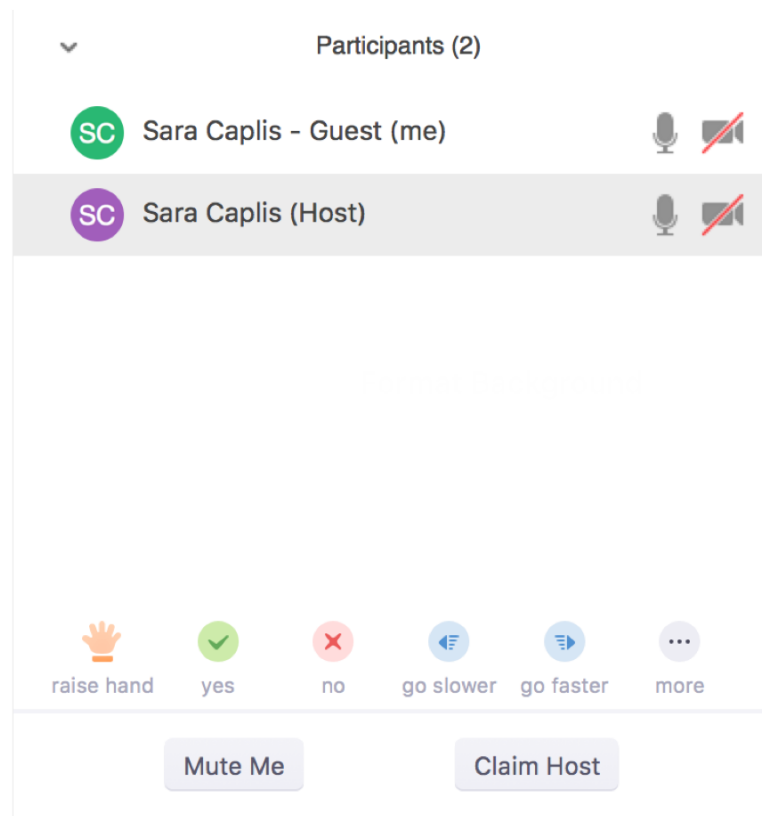 Participants (2)
SC Sara Caplis - Guest (me)
SC Sara Caplis (Host)
raise hand yes no go slower go faster more
Mute Me Claim Host